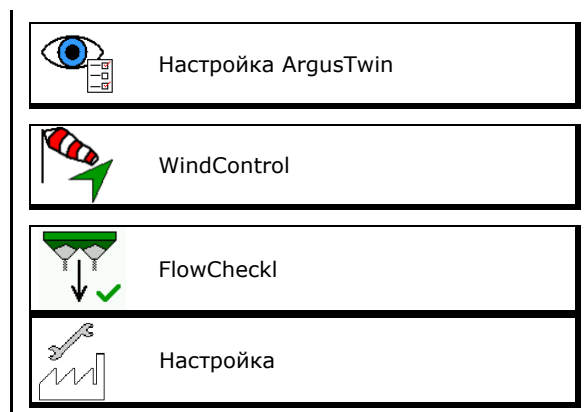 Настройка ArgusTwin
WindControl
FlowCheckl
Настройка